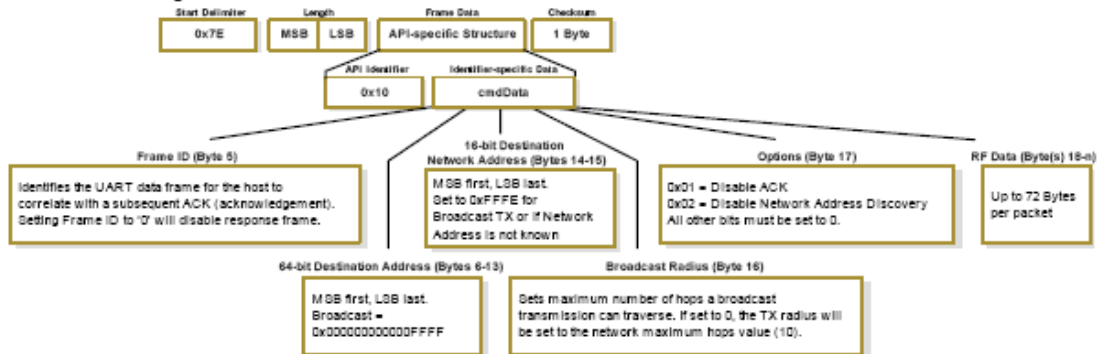 Start Delimiter
Length
Frame Data
Checksum
0x7E
MSB
LSB
API-specific Structure
1 Byte
API Identifier
Identifier-specific Data
0x10
cmdData
Frame ID (Byte 5)
Identifies the UART data frame for the host to
correlate with a subsequent ACK (acknowledgement).
Setting Frame ID to '0' will disable response frame.
16-bit Destination
Network Address (Bytes 14-15)
MSB first, LSB last.
Set to 0xFFFE for
Broadcast TX or if Network
Address is not known
Options (Byte 17)
0x01 = Disable ACK
0x02 = Disable Network Address Discovery
All other bits must be set to 0.
RF Data (Byte(s) 18-n)
Up to 72 Bytes
per packet
64-bit Destination Address (Bytes 6-13)
MSB first, LSB last.
Broadcast =
0x000000000000FFFF
Broadcast Radius (Byte 16)
Sets maximum number of hops a broadcast
transmission can traverse. If set to 0, the TX radius will
be set to the network maximum hops value (10).